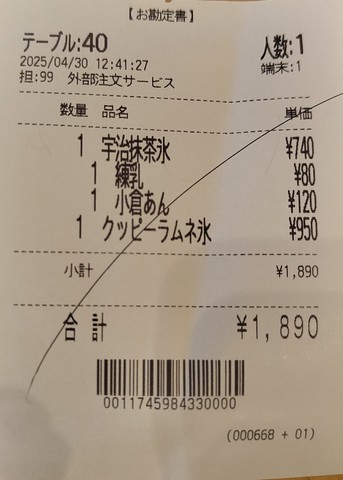 【お勘定書】
テーブル:40 人数:1
2025/04/30 12:41:27 端末:1
担:99 外部注文サービス
数量 品名 単価
1 宇治抹茶氷 ¥740
1 練乳 ¥80
1 小倉あん ¥120
1 クッピーラムネ氷 ¥950
小計 ¥1,890
合計 ¥1,890
0011745984330000
(000668 + 01)